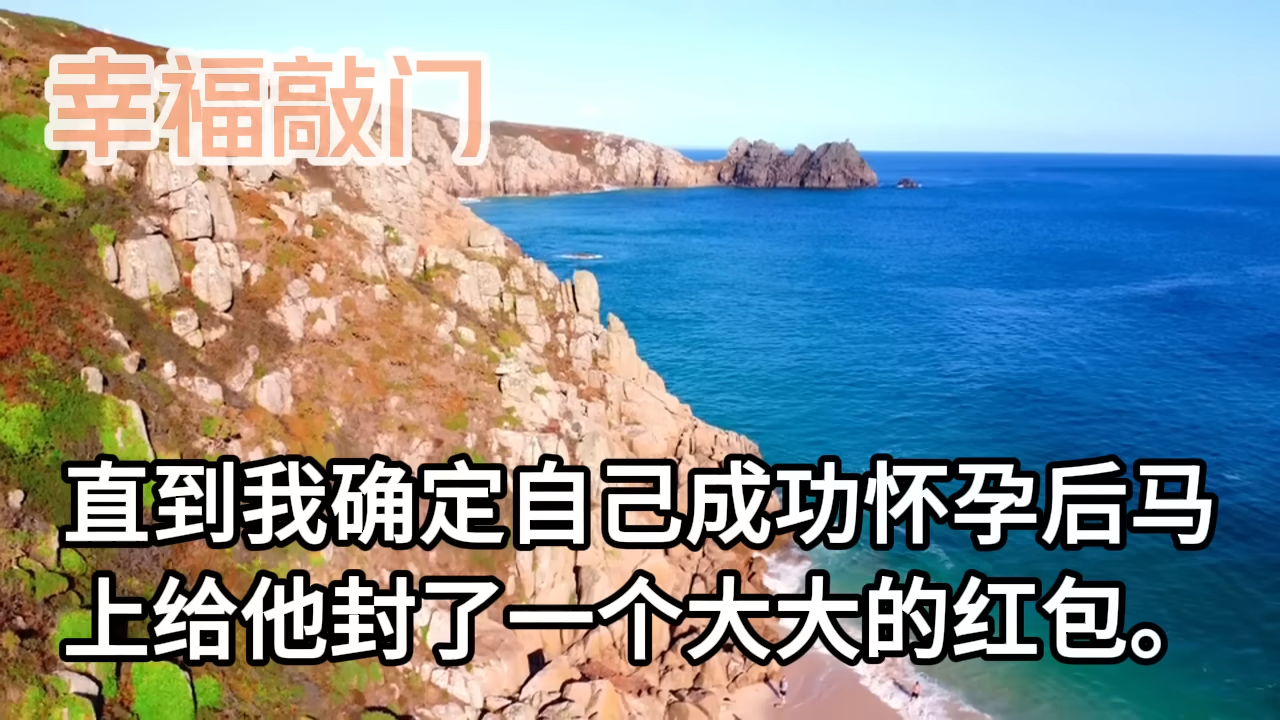 幸福敲门
直到我确定自己成功怀孕后马
上给他封了一个大大的红包。